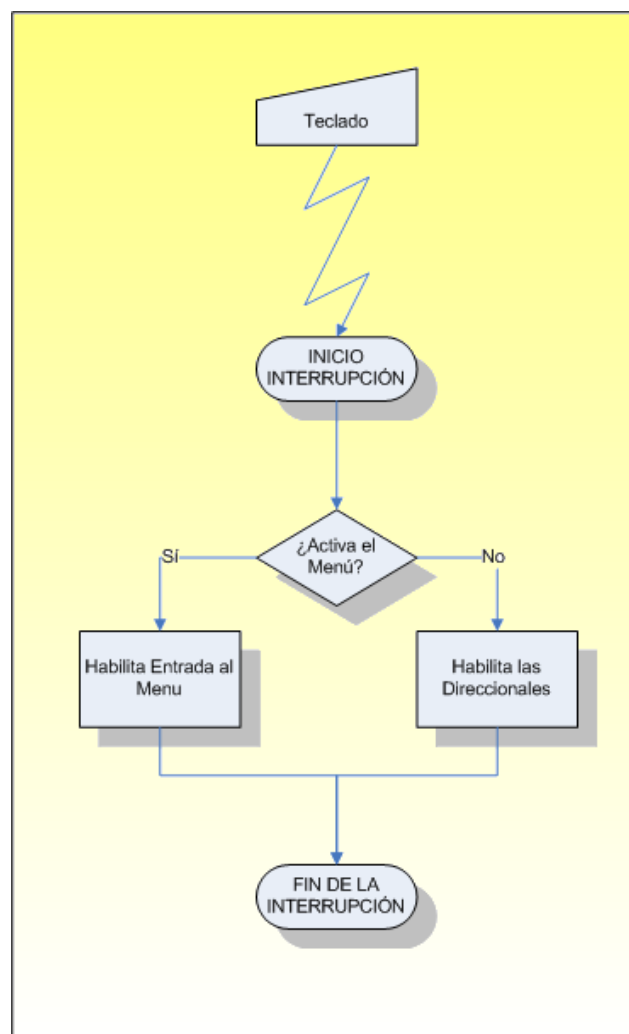 Teclado
INICIO
INTERRUPCIÓN
¿Activa el
Menú?
Sí
No
Habilita Entrada al
Menu
Habilita las
Direccionales
FIN DE LA
INTERRUPCIÓN